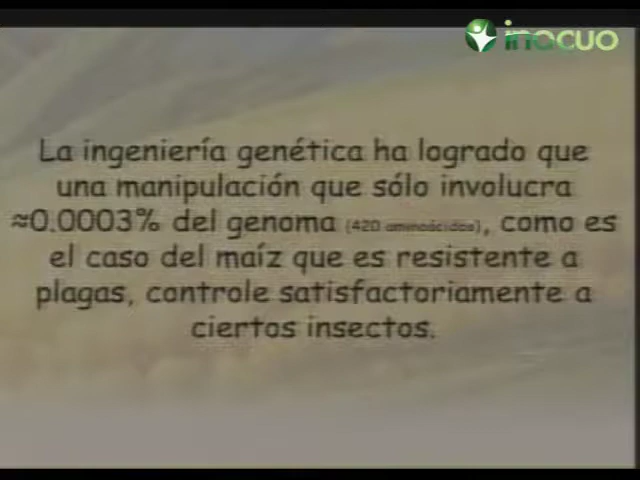 inocuo
La ingeniería genética ha logrado que
una manipulación que sólo involucra
≈0.0003% del genoma (420 aminoácidos), como es
el caso del maíz que es resistente a
plagas, controle satisfactoriamente a
ciertos insectos.